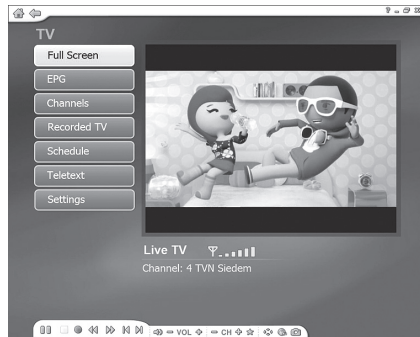 TV
Full Screen
EPG
Channels
Recorded TV
Schedule
Teletext
Settings
Live TV
Channel: 4 TVN Siedem
VOL
CH